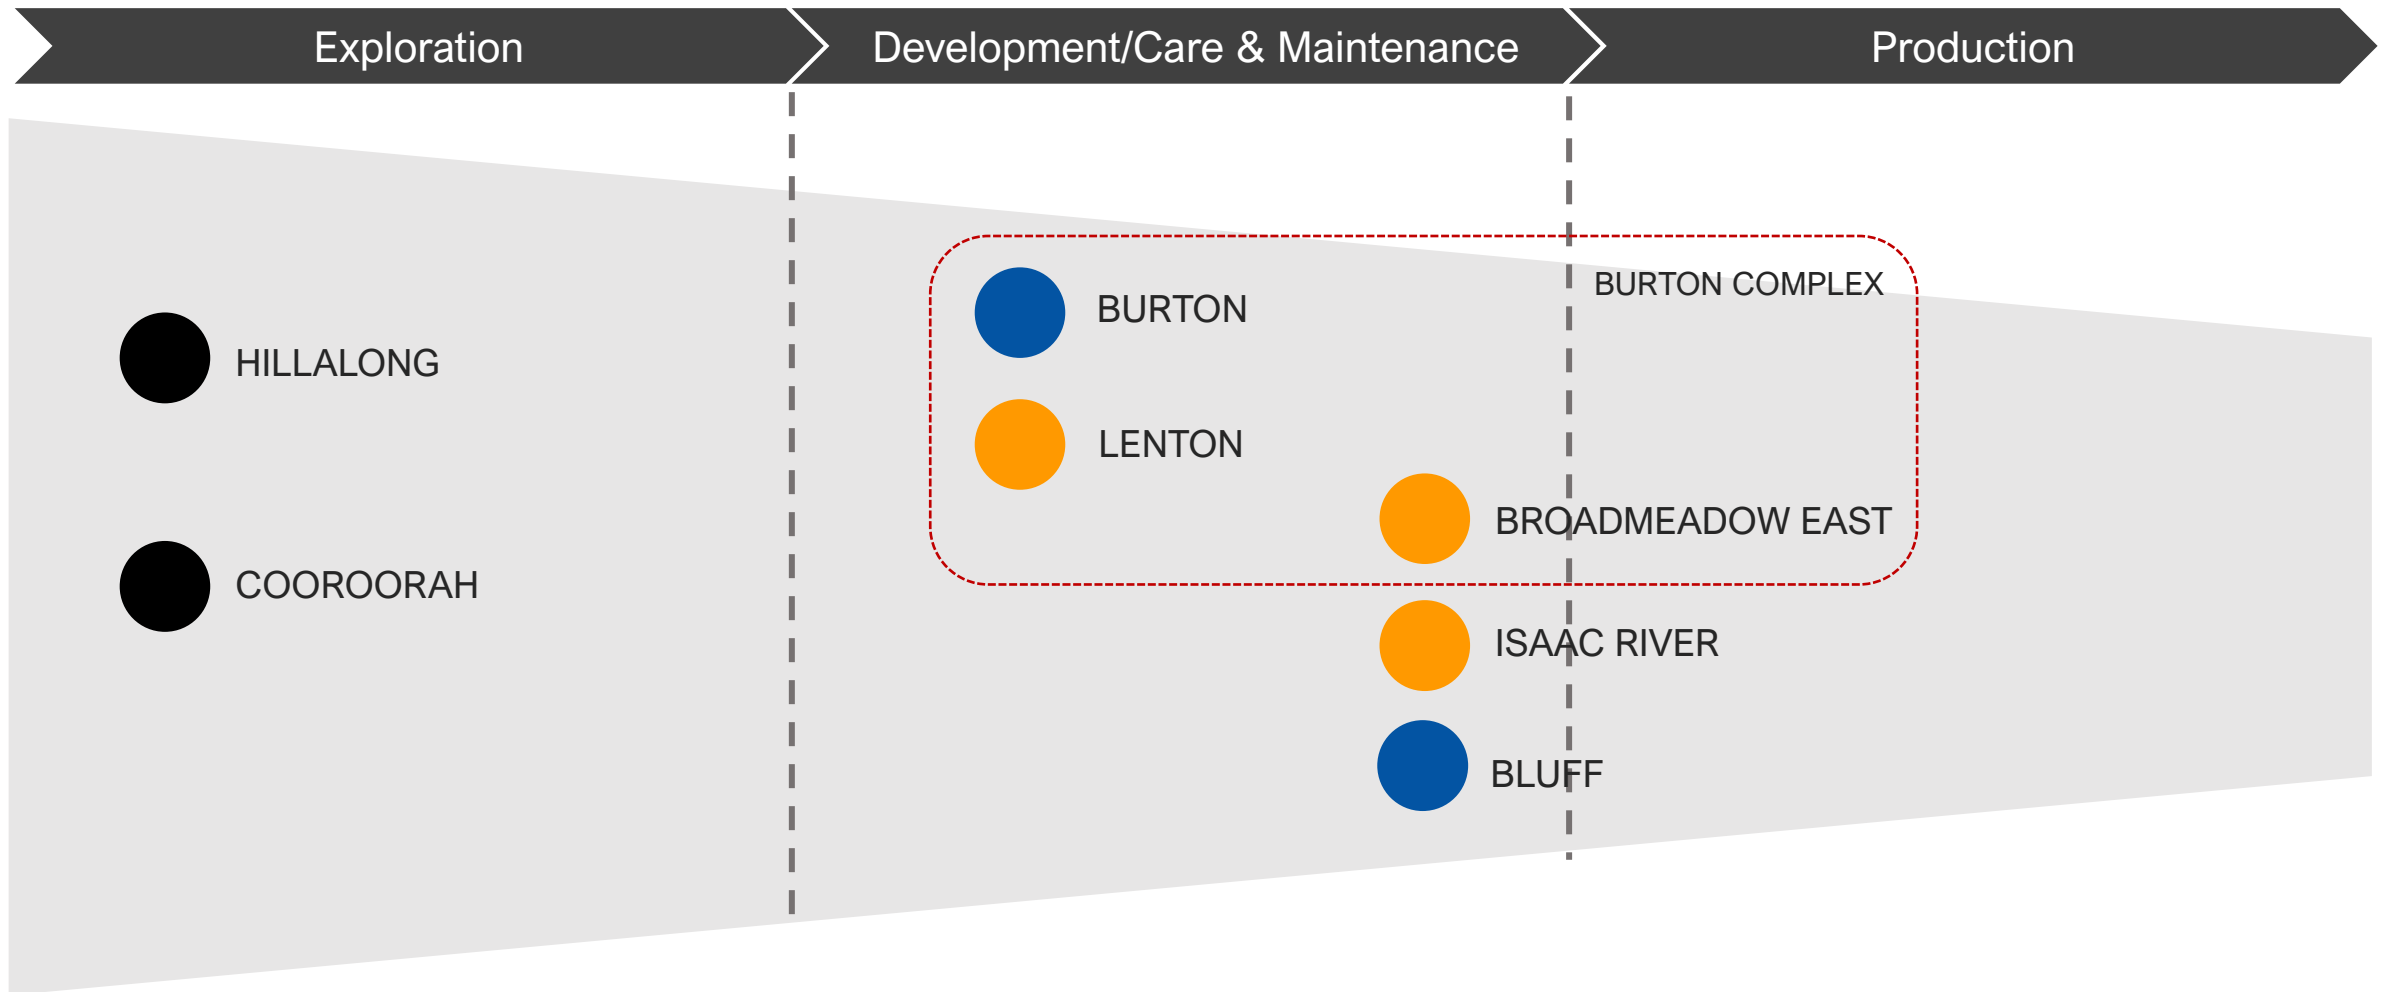 Exploration
Development/Care & Maintenance
Production
BURTON COMPLEX
BURTON
HILLALONG
LENTON
BROADMEADOW EAST
COOROORAH
ISAAC RIVER
BLUFF